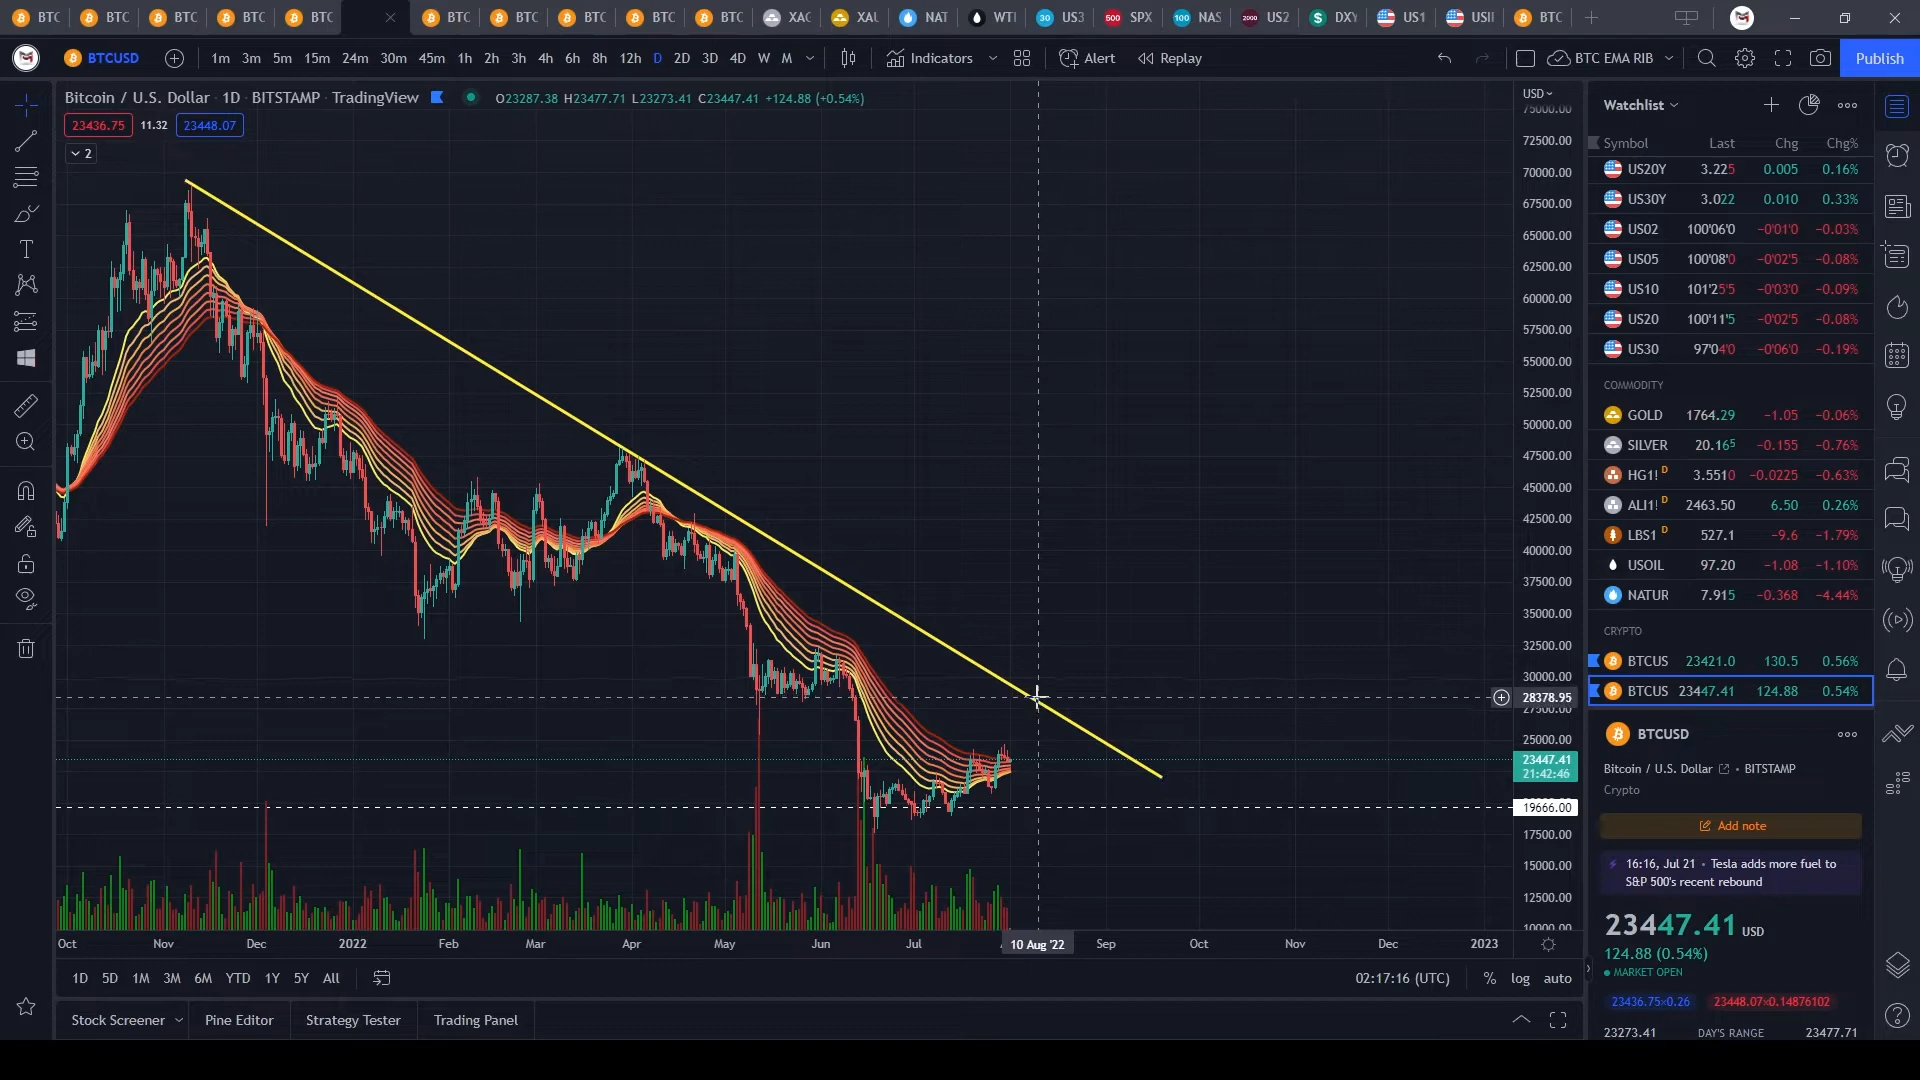 BTC BTC BTC BTC BTC BTC BTC BTC BTC BTC XAC XAU NAT WTI 30 US3 500 SPX 100 NAS 2000 US2 DXY US1 USII BTC
BTCUSD 1m 3m 5m 15m 24m 30m 45m 1h 2h 3h 4h 6h 8h 12h D 2D 3D 4D W M Indicators Alert Replay BTC EMA RIB Publish
Bitcoin / U.S. Dollar · 1D · BITSTAMP · TradingView O23287.38 H23477.71 L23273.41 C23447.41 +124.88 (+0.54%)
23436.75 11.32 23448.07
2
USD
75000.00
72500.00
70000.00
67500.00
65000.00
62500.00
60000.00
57500.00
55000.00
52500.00
50000.00
47500.00
45000.00
42500.00
40000.00
37500.00
35000.00
32500.00
30000.00
28378.95
27500.00
25000.00
23447.41
21:42:46
19666.00
17500.00
15000.00
12500.00
10000.00
Oct Nov Dec 2022 Feb Mar Apr May Jun Jul 10 Aug '22 Sep Oct Nov Dec 2023
1D 5D 1M 3M 6M YTD 1Y 5Y All 02:17:16 (UTC) % log auto
Stock Screener Pine Editor Strategy Tester Trading Panel
Watchlist
Symbol Last Chg Chg%
US20Y 3.225 0.005 0.16%
US30Y 3.022 0.010 0.33%
US02 100'06'0 −0'01'0 −0.03%
US05 100'08'0 −0'02'5 −0.08%
US10 101'25'5 −0'03'0 −0.09%
US20 100'11'5 −0'02'5 −0.08%
US30 97'04'0 −0'06'0 −0.19%
COMMODITY
GOLD 1764.29 −1.05 −0.06%
SILVER 20.165 −0.155 −0.76%
HG1! D 3.5510 −0.0225 −0.63%
ALI1! D 2463.50 6.50 0.26%
LBS1 D 527.1 −9.6 −1.79%
USOIL 97.20 −1.08 −1.10%
NATUR 7.915 −0.368 −4.44%
CRYPTO
BTCUS 23421.0 130.5 0.56%
BTCUS 23447.41 124.88 0.54%
BTCUSD
Bitcoin / U.S. Dollar • BITSTAMP
Crypto
Add note
16:16, Jul 21 • Tesla adds more fuel to
S&P 500's recent rebound
23447.41 USD
124.88 (0.54%)
MARKET OPEN
23436.75×0.26 23448.07×0.14876102
23273.41 DAY'S RANGE 23477.71